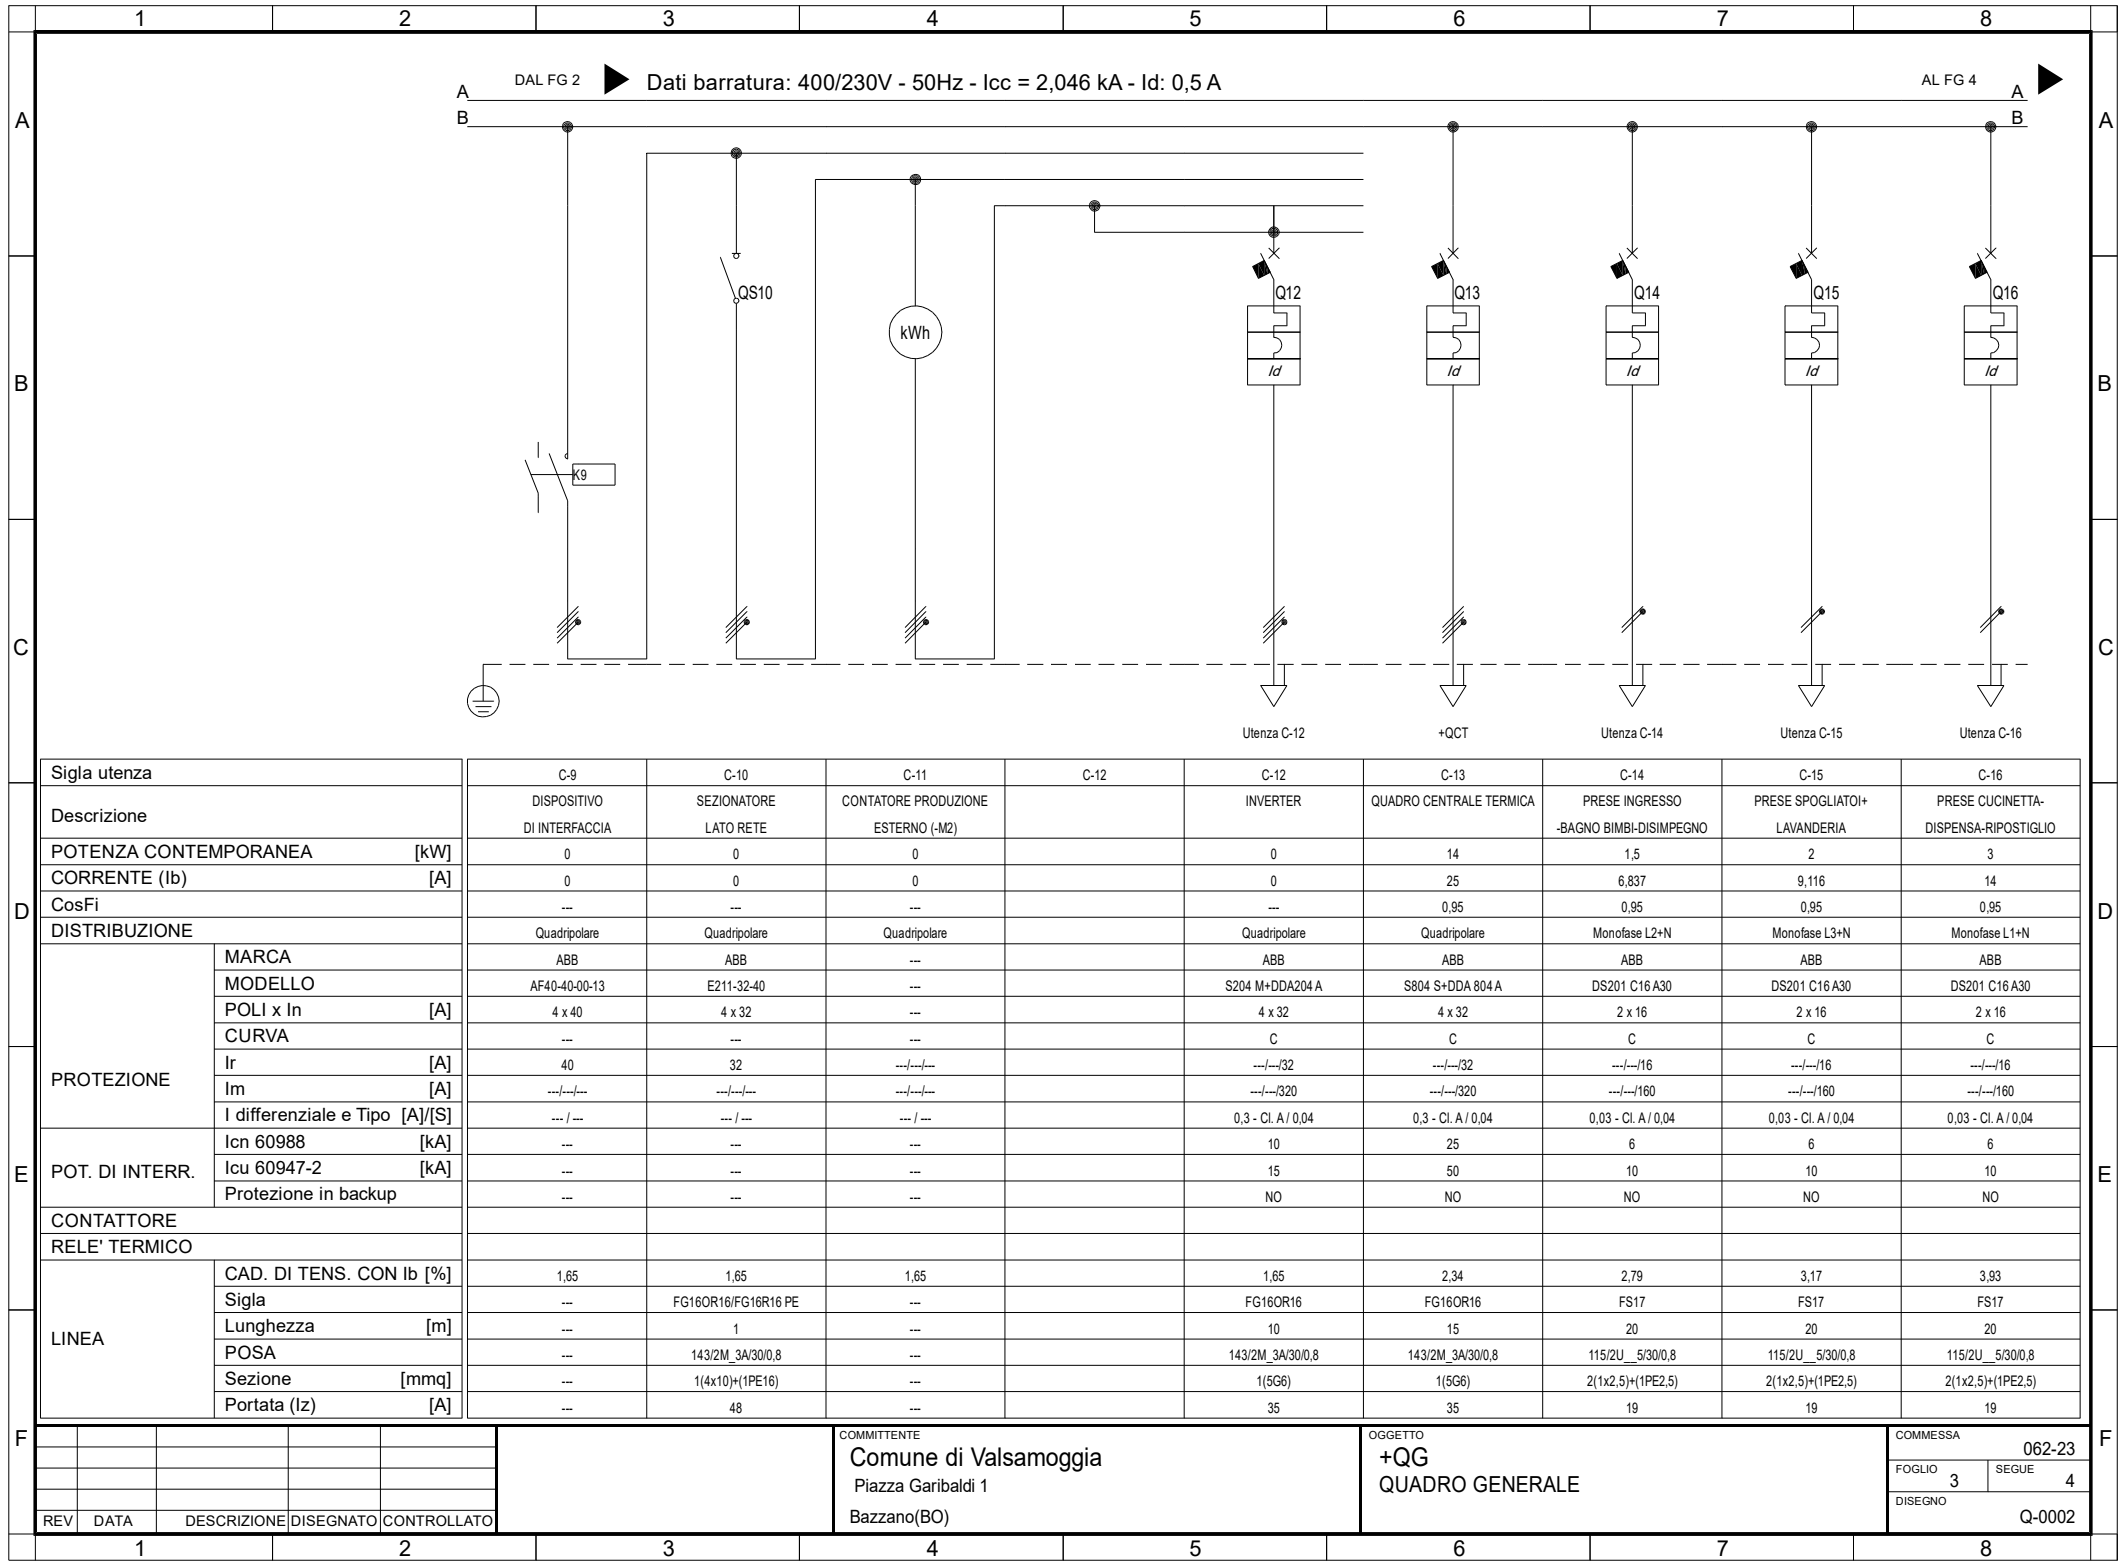 1 2 3 4 5 6 7 8
DAL FG 2 Dati barratura: 400/230V - 50Hz - Icc = 2,046 kA - Id: 0,5 A AL FG 4
A A
B B
A A
QS10 Q12 Q13 Q14 Q15 Q16
kWh
Id Id Id Id Id
B B
K9
C C
Utenza C-12 +QCT Utenza C-14 Utenza C-15 Utenza C-16
Sigla utenza C-9 C-10 C-11 C-12 C-12 C-13 C-14 C-15 C-16
Descrizione
DISPOSITIVO SEZIONATORE CONTATORE PRODUZIONE INVERTER QUADRO CENTRALE TERMICA PRESE INGRESSO PRESE SPOGLIATOI+ PRESE CUCINETTA-
DI INTERFACCIA LATO RETE ESTERNO (-M2) -BAGNO BIMBI-DISIMPEGNO LAVANDERIA DISPENSA-RIPOSTIGLIO
POTENZA CONTEMPORANEA [kW] 0 0 0 0 14 1,5 2 3
CORRENTE (Ib) [A] 0 0 0 0 25 6,837 9,116 14
CosFi --- --- --- --- 0,95 0,95 0,95 0,95
D D
DISTRIBUZIONE Quadripolare Quadripolare Quadripolare Quadripolare Quadripolare Monofase L2+N Monofase L3+N Monofase L1+N
PROTEZIONE
MARCA ABB ABB --- ABB ABB ABB ABB ABB
MODELLO AF40-40-00-13 E211-32-40 --- S204 M+DDA204 A S804 S+DDA 804 A DS201 C16 A30 DS201 C16 A30 DS201 C16 A30
POLI x In [A] 4 x 40 4 x 32 --- 4 x 32 4 x 32 2 x 16 2 x 16 2 x 16
CURVA --- --- --- C C C C C
Ir [A] 40 32 ---/---/--- ---/---/32 ---/---/32 ---/---/16 ---/---/16 ---/---/16
Im [A] ---/---/--- ---/---/--- ---/---/--- ---/---/320 ---/---/320 ---/---/160 ---/---/160 ---/---/160
I differenziale e Tipo [A]/[S] --- / --- --- / --- --- / --- 0,3 - Cl. A / 0,04 0,3 - Cl. A / 0,04 0,03 - Cl. A / 0,04 0,03 - Cl. A / 0,04 0,03 - Cl. A / 0,04
POT. DI INTERR.
Icn 60988 [kA] --- --- --- 10 25 6 6 6
Icu 60947-2 [kA] --- --- --- 15 50 10 10 10
E E
Protezione in backup --- --- --- NO NO NO NO NO
CONTATTORE
RELE' TERMICO
LINEA
CAD. DI TENS. CON Ib [%] 1,65 1,65 1,65 1,65 2,34 2,79 3,17 3,93
Sigla --- FG16OR16/FG16R16 PE --- FG16OR16 FG16OR16 FS17 FS17 FS17
Lunghezza [m] --- 1 --- 10 15 20 20 20
POSA --- 143/2M_3A/30/0,8 --- 143/2M_3A/30/0,8 143/2M_3A/30/0,8 115/2U__5/30/0,8 115/2U__5/30/0,8 115/2U__5/30/0,8
Sezione [mmq] --- 1(4x10)+(1PE16) --- 1(5G6) 1(5G6) 2(1x2,5)+(1PE2,5) 2(1x2,5)+(1PE2,5) 2(1x2,5)+(1PE2,5)
Portata (Iz) [A] --- 48 --- 35 35 19 19 19
F F
COMMITTENTE
Comune di Valsamoggia
Piazza Garibaldi 1
Bazzano(BO)
OGGETTO
+QG
QUADRO GENERALE
COMMESSA
062-23
FOGLIO 3 SEGUE 4
DISEGNO
Q-0002
REV DATA DESCRIZIONE DISEGNATO CONTROLLATO
1 2 3 4 5 6 7 8